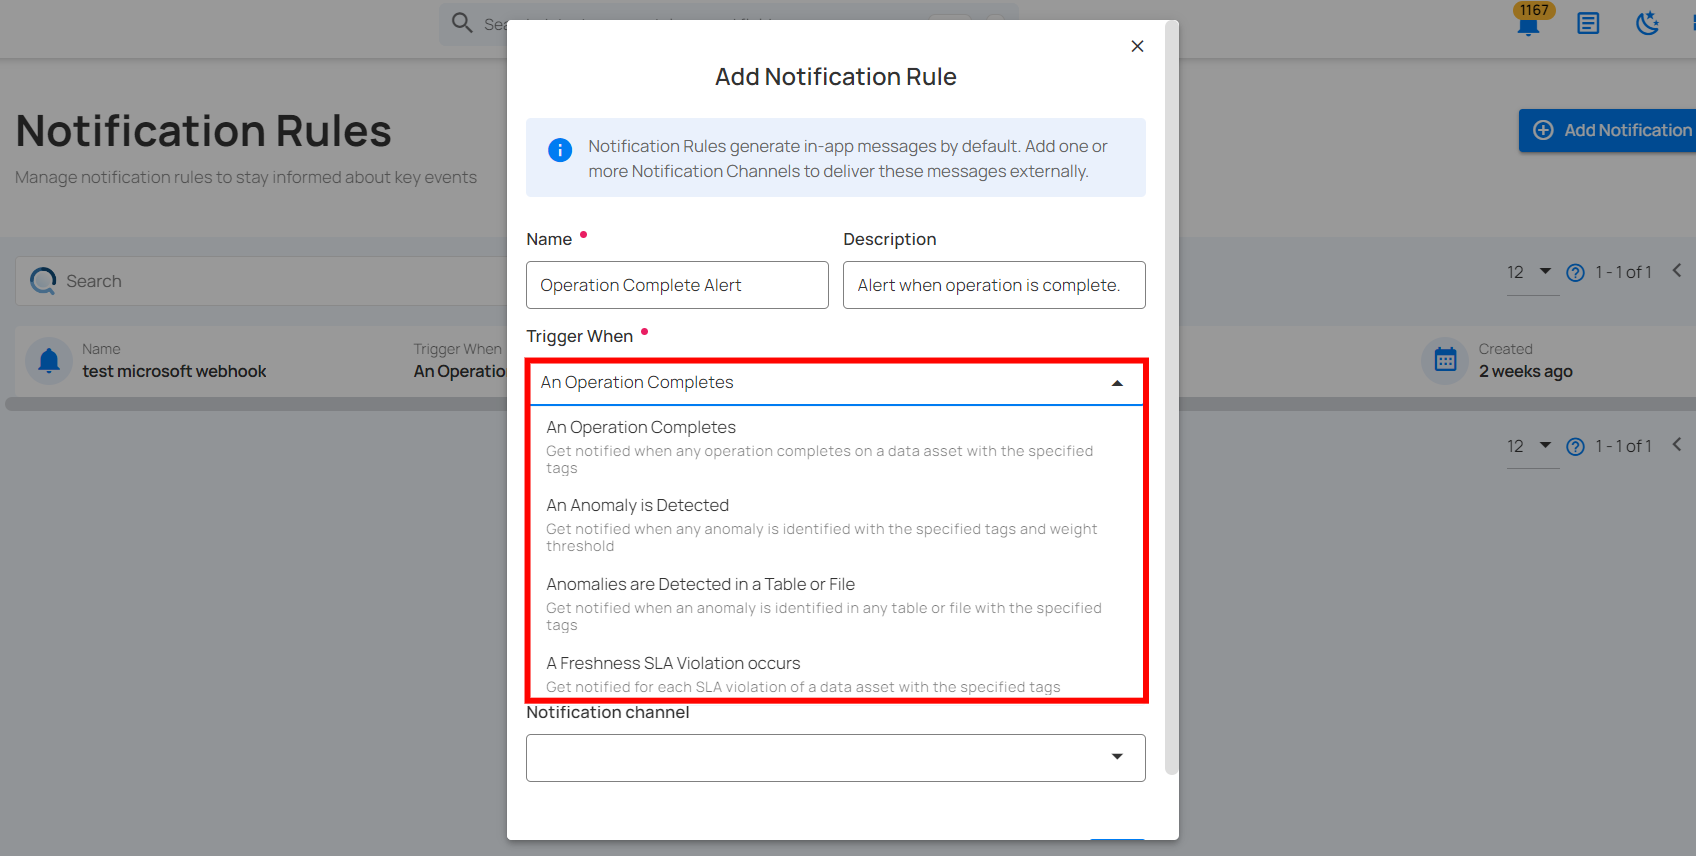 1167
Add Notification Rule
Notification Rules
Manage notification rules to stay informed about key events
Add Notification
Notification Rules generate in-app messages by default. Add one or
more Notification Channels to deliver these messages externally.
Name
Description
Operation Complete Alert
Alert when operation is complete.
Search
12
1 - 1 of 1
Trigger When
Name
test microsoft webhook
Trigger When
An Operatio
Created
2 weeks ago
An Operation Completes
An Operation Completes
Get notified when any operation completes on a data asset with the specified
tags
An Anomaly is Detected
Get notified when any anomaly is identified with the specified tags and weight
threshold
Anomalies are Detected in a Table or File
Get notified when an anomaly is identified in any table or file with the specified
tags
A Freshness SLA Violation occurs
Get notified for each SLA violation of a data asset with the specified tags
12
1 - 1 of 1
Notification channel